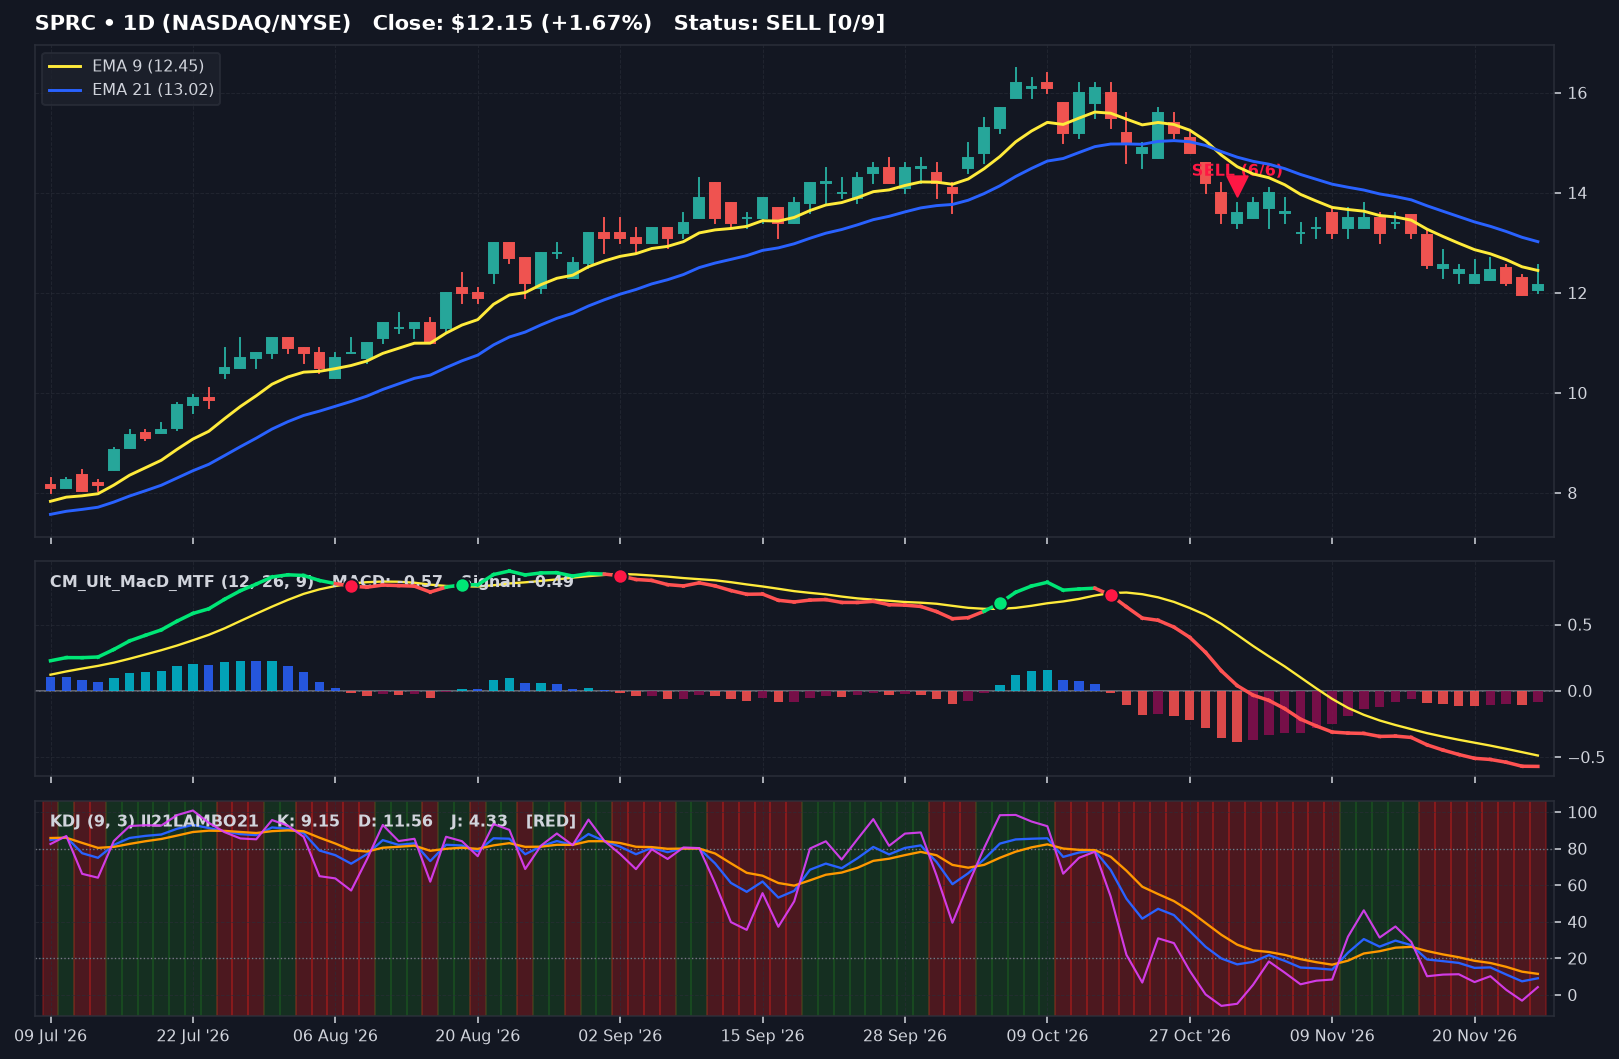 SPRC • 1D (NASDAQ/NYSE)   Close: $12.15 (+1.67%)   Status: SELL [0/9]
EMA 9 (12.45)
EMA 21 (13.02)
SELL (6/6)
16
14
12
10
8
CM_Ult_MacD_MTF (12, 26, 9)   MACD: -0.57   Signal: -0.49
0.5
0.0
−0.5
KDJ (9, 3) II21LAMBO21   K: 9.15   D: 11.56   J: 4.33   [RED]
100
80
60
40
20
0
09 Jul '26   22 Jul '26   06 Aug '26   20 Aug '26   02 Sep '26   15 Sep '26   28 Sep '26   09 Oct '26   27 Oct '26   09 Nov '26   20 Nov '26